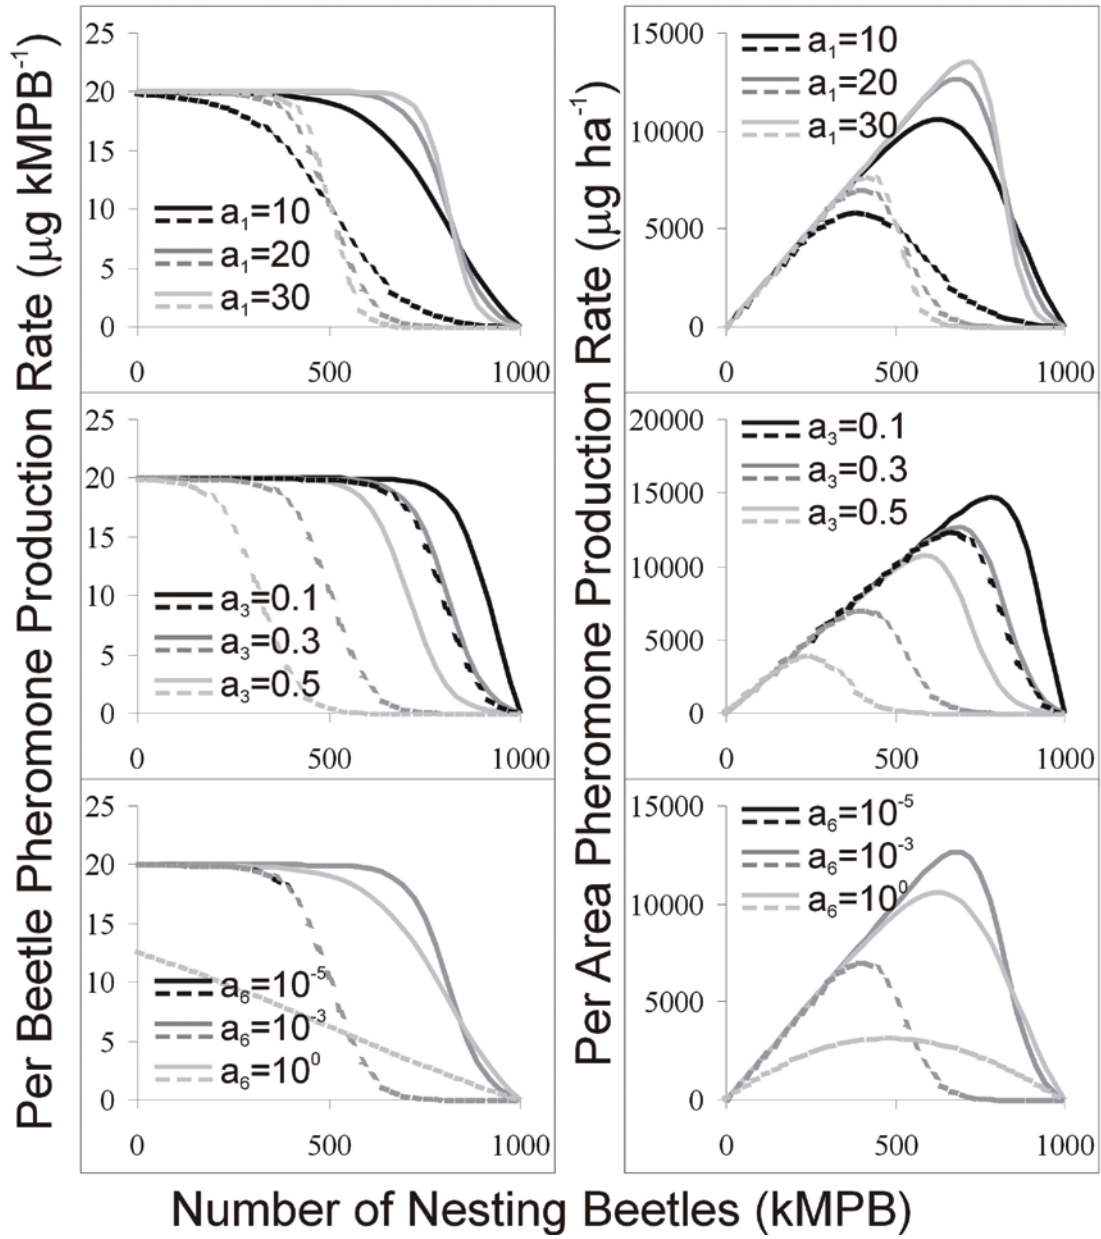 Per Beetle Pheromone Production Rate (μg kMPB⁻¹)
25
20
15
10
5
0
0 500 1000
a₁=10
a₁=20
a₁=30
Per Area Pheromone Production Rate (μg ha⁻¹)
15000
10000
5000
0
0 500 1000
a₁=10
a₁=20
a₁=30
25
20
15
10
5
0
0 500 1000
a₃=0.1
a₃=0.3
a₃=0.5
20000
15000
10000
5000
0
0 500 1000
a₃=0.1
a₃=0.3
a₃=0.5
25
20
15
10
5
0
0 500 1000
a₆=10⁻⁵
a₆=10⁻³
a₆=10⁰
15000
10000
5000
0
0 500 1000
a₆=10⁻⁵
a₆=10⁻³
a₆=10⁰
Number of Nesting Beetles (kMPB)